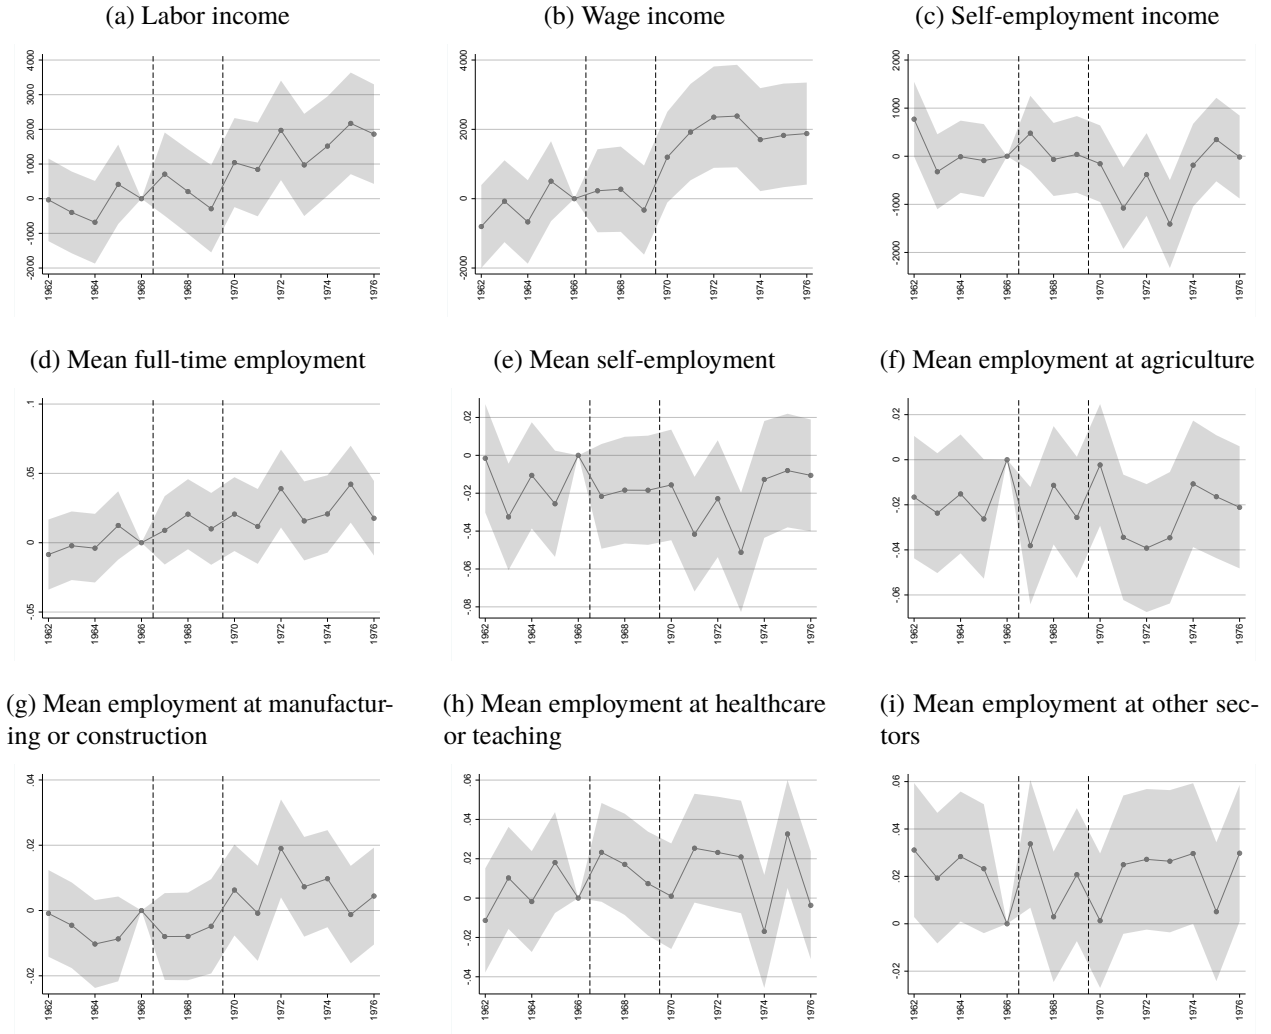 (a) Labor income
4000
3000
2000
1000
0
-1000
-2000
1962 1964 1966 1968 1970 1972 1974 1976
(b) Wage income
4000
2000
0
-2000
1962 1964 1966 1968 1970 1972 1974 1976
(c) Self-employment income
2000
1000
0
-1000
-2000
1962 1964 1966 1968 1970 1972 1974 1976
(d) Mean full-time employment
.1
.05
0
-.05
1962 1964 1966 1968 1970 1972 1974 1976
(e) Mean self-employment
.02
0
-.02
-.04
-.06
-.08
1962 1964 1966 1968 1970 1972 1974 1976
(f) Mean employment at agriculture
.02
0
-.02
-.04
-.06
1962 1964 1966 1968 1970 1972 1974 1976
(g) Mean employment at manufactur-
ing or construction
.04
.02
0
-.02
1962 1964 1966 1968 1970 1972 1974 1976
(h) Mean employment at healthcare
or teaching
.06
.04
.02
0
-.02
-.04
1962 1964 1966 1968 1970 1972 1974 1976
(i) Mean employment at other sec-
tors
.06
.04
.02
0
-.02
1962 1964 1966 1968 1970 1972 1974 1976